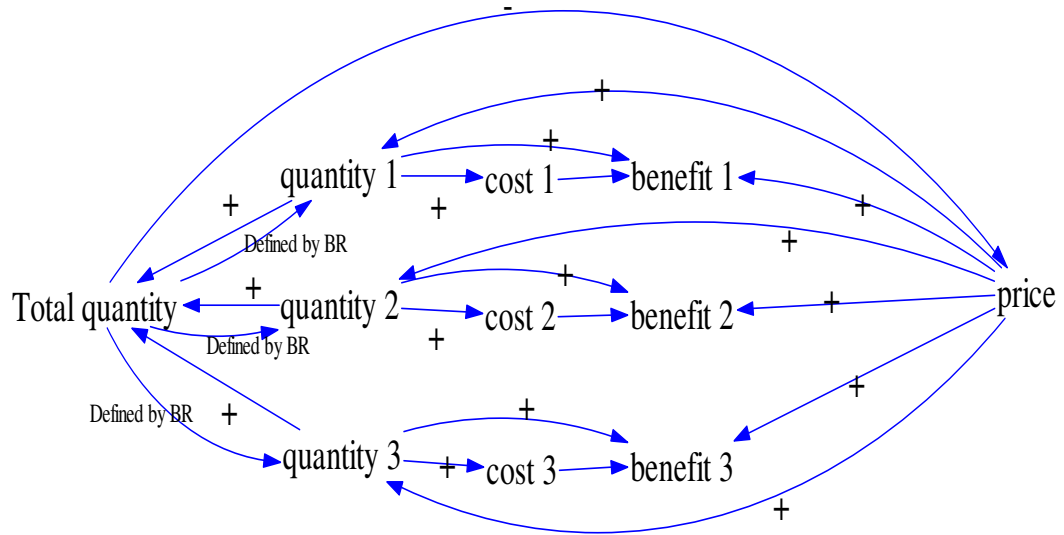 -
+
+
quantity 1 cost 1 benefit 1
+ + +
Defined by BR +
+ +
Total quantity quantity 2 cost 2 benefit 2 + price
Defined by BR +
+
Defined by BR + +
quantity 3 + cost 3 benefit 3
+